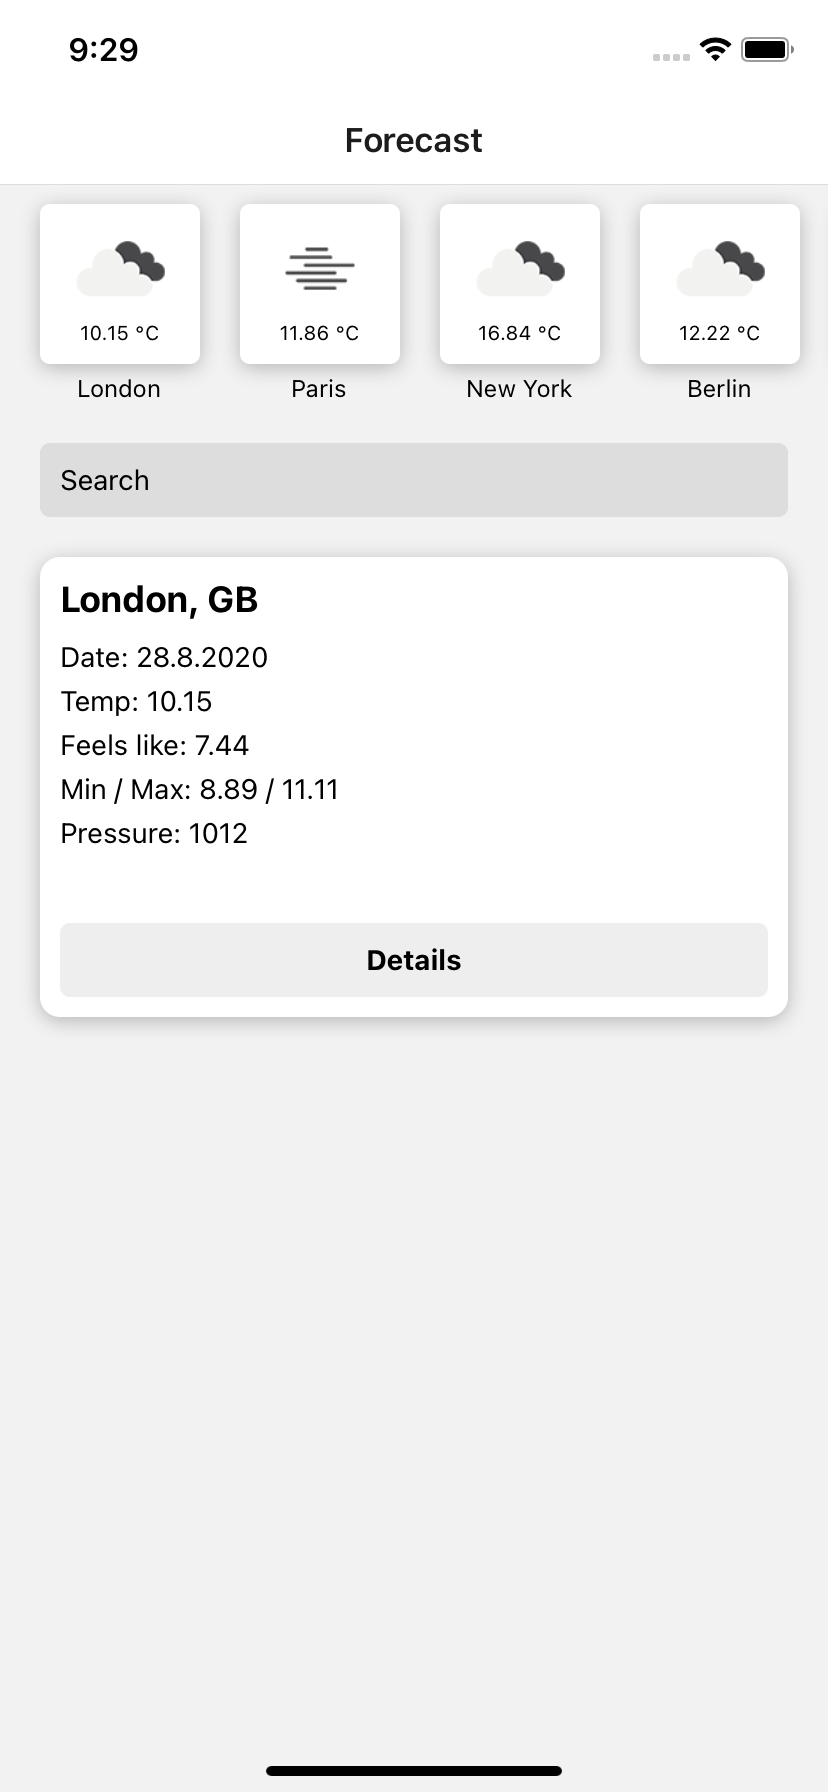 9:29
Forecast
10.15 °C
11.86 °C
16.84 °C
12.22 °C
London
Paris
New York
Berlin
Search
London, GB
Date: 28.8.2020
Temp: 10.15
Feels like: 7.44
Min / Max: 8.89 / 11.11
Pressure: 1012
Details